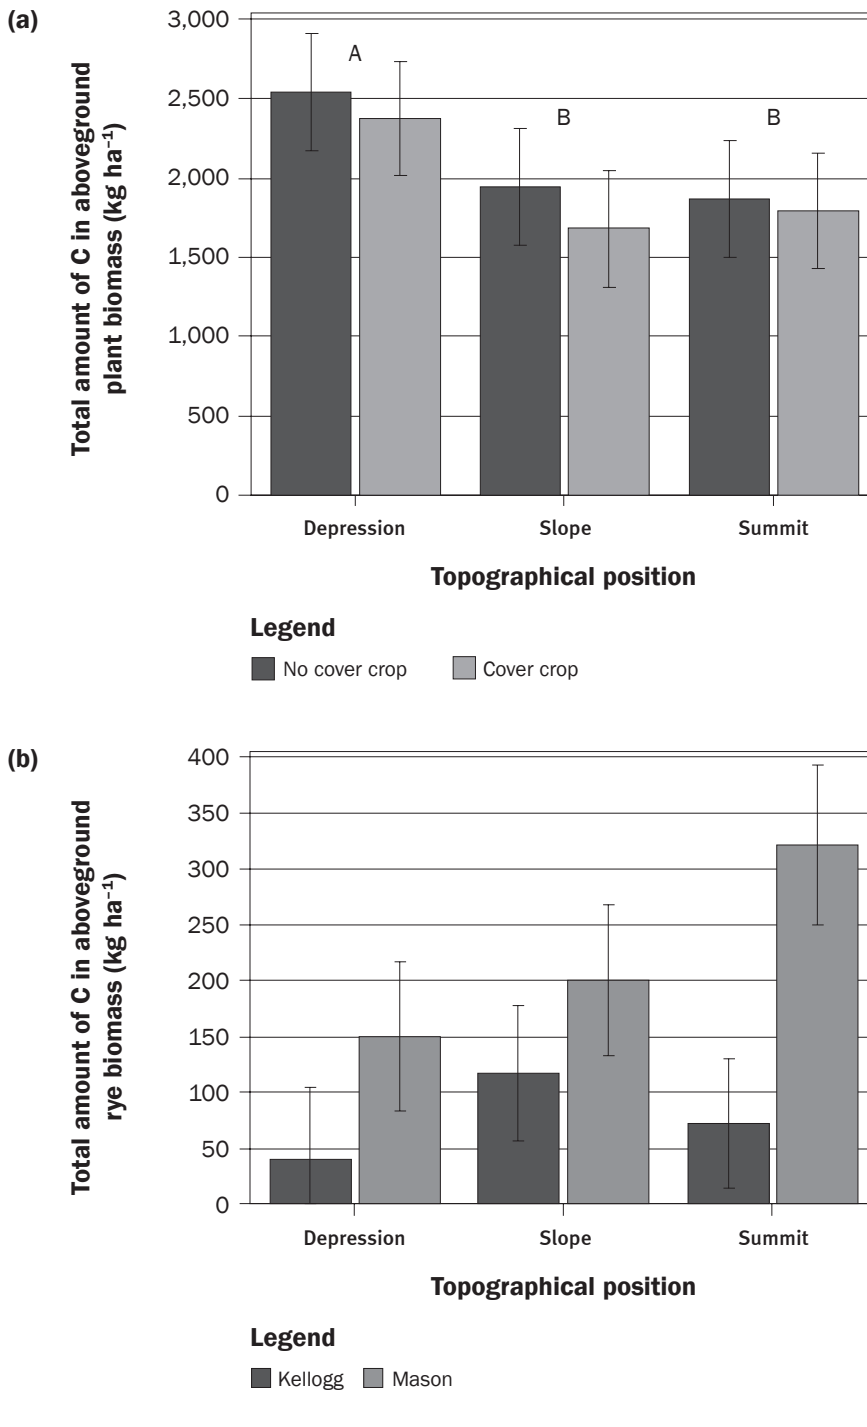 (a)
Total amount of C in aboveground
plant biomass (kg ha⁻¹)
3,000
2,500
2,000
1,500
1,000
500
0
A
B
B
Depression
Slope
Summit
Topographical position
Legend
No cover crop
Cover crop
(b)
Total amount of C in aboveground
rye biomass (kg ha⁻¹)
400
350
300
250
200
150
100
50
0
Depression
Slope
Summit
Topographical position
Legend
Kellogg
Mason